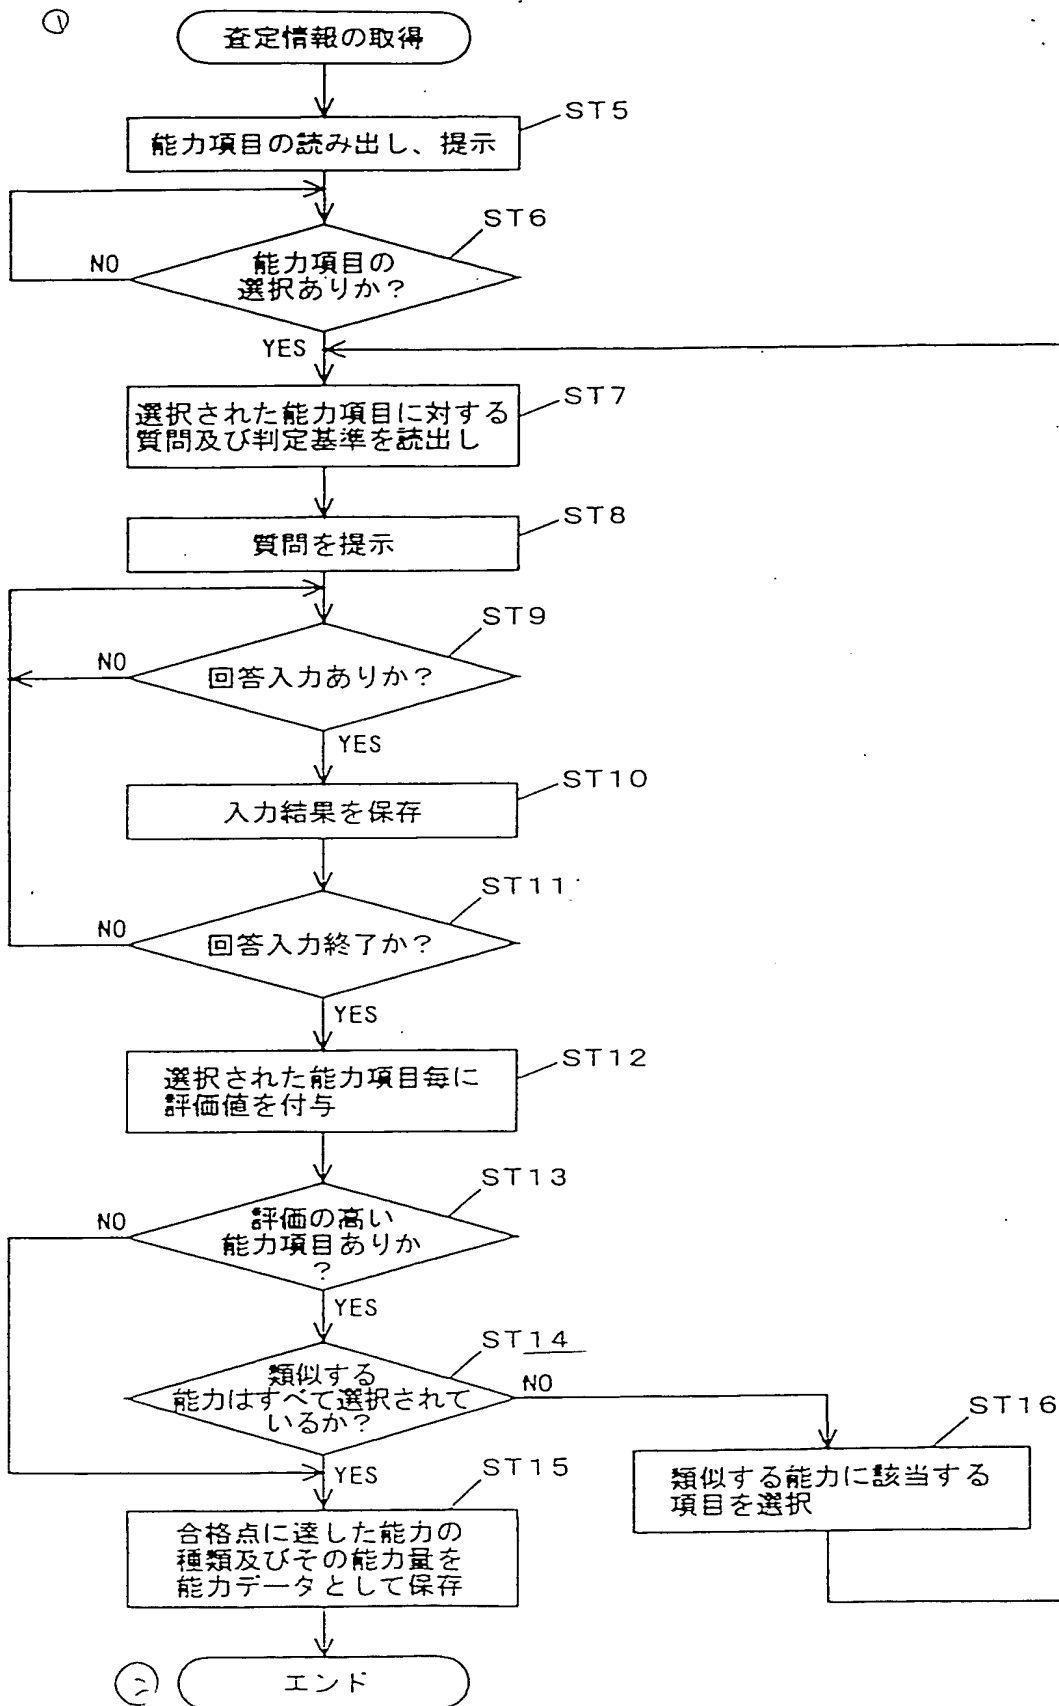 ①
査定情報の取得
ST5
能力項目の読み出し、提示
ST6
能力項目の
選択ありか?
NO
YES
ST7
選択された能力項目に対する
質問及び判定基準を読出し
ST8
質問を提示
ST9
回答入力ありか?
NO
YES
ST10
入力結果を保存
ST11
回答入力終了か?
NO
YES
ST12
選択された能力項目毎に
評価値を付与
ST13
評価の高い
能力項目ありか
?
NO
YES
ST14
類似する
能力はすべて選択されて
いるか?
NO
YES
ST16
類似する能力に該当する
項目を選択
ST15
合格点に達した能力の
種類及びその能力量を
能力データとして保存
エンド